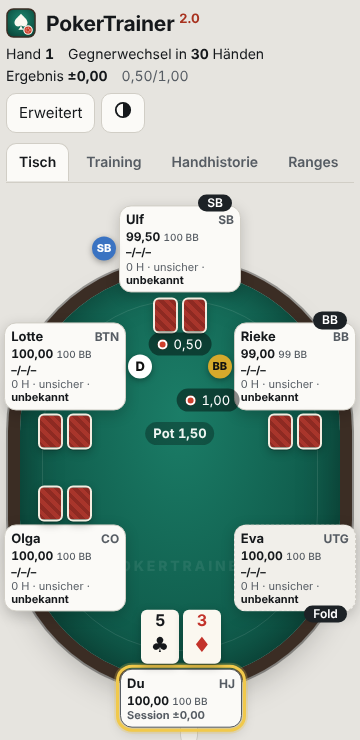 PokerTrainer 2.0
Hand 1 Gegnerwechsel in 30 Händen
Ergebnis ±0,00 0,50/1,00
Erweitert
Tisch Training Handhistorie Ranges
SB
Ulf SB
99,50 100 BB
–/–/–
0 H · unsicher ·
unbekannt
SB
0,50
BB
Lotte BTN
100,00 100 BB
–/–/–
0 H · unsicher ·
unbekannt
D
BB
Rieke BB
99,00 99 BB
–/–/–
0 H · unsicher ·
unbekannt
1,00
Pot 1,50
Olga CO
100,00 100 BB
–/–/–
0 H · unsicher ·
unbekannt
OKERTRAINE
Eva UTG
100,00 100 BB
–/–/–
0 H · unsicher ·
unbekannt
Fold
5 3
Du HJ
100,00 100 BB
Session ±0,00